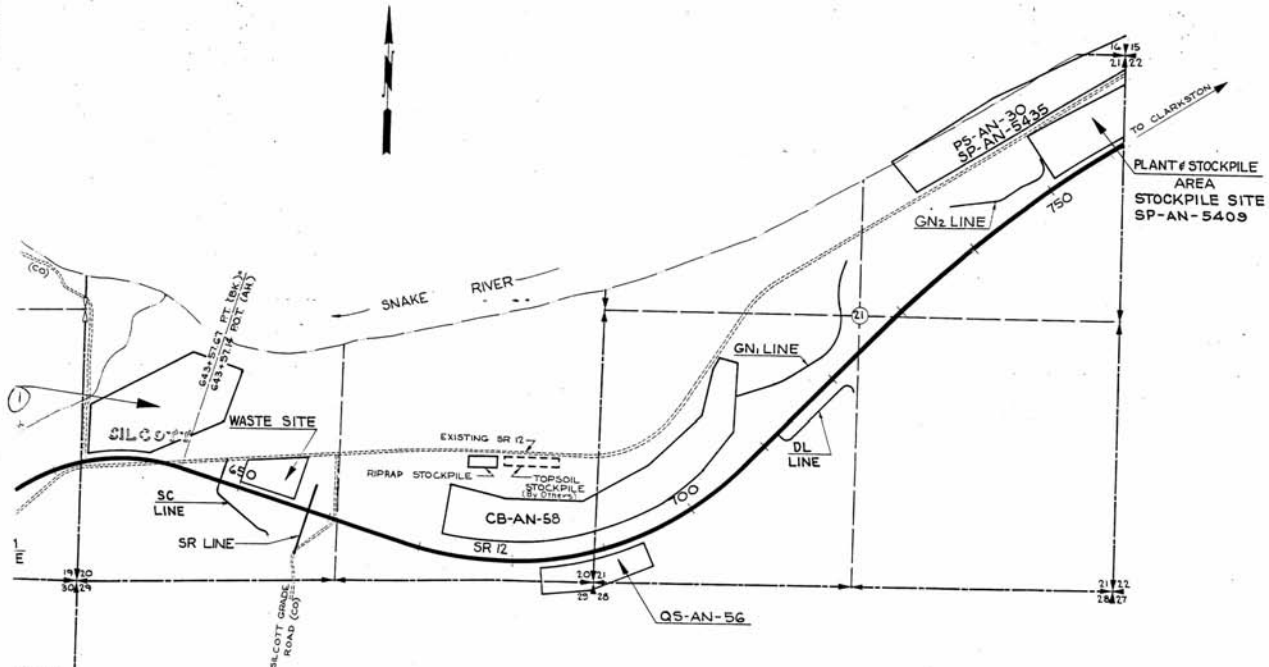 N
16 15
21 22
TO CLARKSTON
PS-AN-30
SP-AN-5435
PLANT & STOCKPILE
AREA
STOCKPILE SITE
SP-AN-5409
750
GN2 LINE
(CO)
643+57.67 P.T. (BK)
643+57.14 P.O.T. (AH)
SNAKE RIVER
21
GN1 LINE
1
SILCOTT
WASTE SITE
EXISTING SR 12
650
RIPRAP STOCKPILE
TOPSOIL
STOCKPILE
(By Others)
DL
LINE
SC
LINE
700
CB-AN-58
SR LINE
SR 12
1
E
19 20
30 29
20 21
29 28
21 22
28 27
SILCOTT GRADE
ROAD (CO)
QS-AN-56